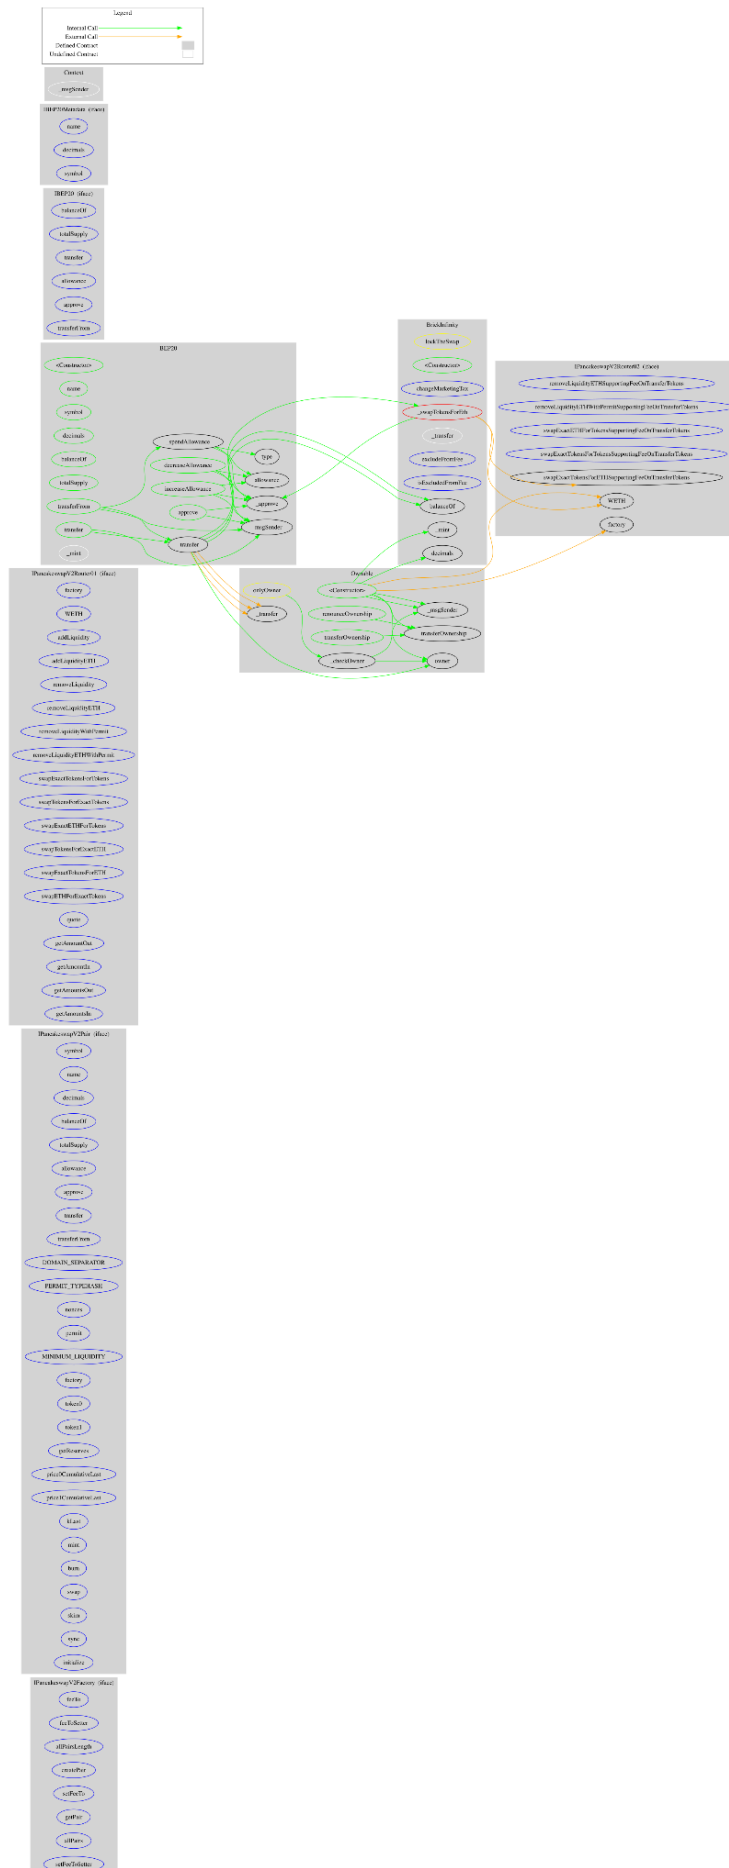 Legend
Internal Call
External Call
Defined Contract
Undefined Contract
Context
_msgSender
IBEP20Metadata (iface)
name
decimals
symbol
IBEP20 (iface)
balanceOf
totalSupply
transfer
allowance
approve
transferFrom
BEP20
<Constructor>
name
symbol
decimals
balanceOf
totalSupply
transferFrom
transfer
_mint
_spendAllowance
decreaseAllowance
increaseAllowance
approve
_transfer
type
allowance
_approve
_msgSender
BrickInfinity
lockTheSwap
<Constructor>
changeMarketingTax
_swapTokensForEth
_transfer
excludeFromFee
isExcludedFromFee
balanceOf
_mint
decimals
IPancakeswapV2Router02 (iface)
removeLiquidityETHSupportingFeeOnTransferTokens
removeLiquidityETHWithPermitSupportingFeeOnTransferTokens
swapExactETHForTokensSupportingFeeOnTransferTokens
swapExactTokensForTokensSupportingFeeOnTransferTokens
swapExactTokensForETHSupportingFeeOnTransferTokens
WETH
factory
Ownable
onlyOwner
_transfer
<Constructor>
renounceOwnership
transferOwnership
_checkOwner
_msgSender
_transferOwnership
owner
IPancakeswapV2Router01 (iface)
factory
WETH
addLiquidity
addLiquidityETH
removeLiquidity
removeLiquidityETH
removeLiquidityWithPermit
removeLiquidityETHWithPermit
swapExactTokensForTokens
swapTokensForExactTokens
swapExactETHForTokens
swapTokensForExactETH
swapExactTokensForETH
swapETHForExactTokens
quote
getAmountOut
getAmountIn
getAmountsOut
getAmountsIn
IPancakeswapV2Pair (iface)
symbol
name
decimals
balanceOf
totalSupply
allowance
approve
transfer
transferFrom
DOMAIN_SEPARATOR
PERMIT_TYPEHASH
nonces
permit
MINIMUM_LIQUIDITY
factory
token0
token1
getReserves
price0CumulativeLast
price1CumulativeLast
kLast
mint
burn
swap
skim
sync
initialize
IPancakeswapV2Factory (iface)
feeTo
feeToSetter
allPairsLength
createPair
setFeeTo
getPair
allPairs
setFeeToSetter